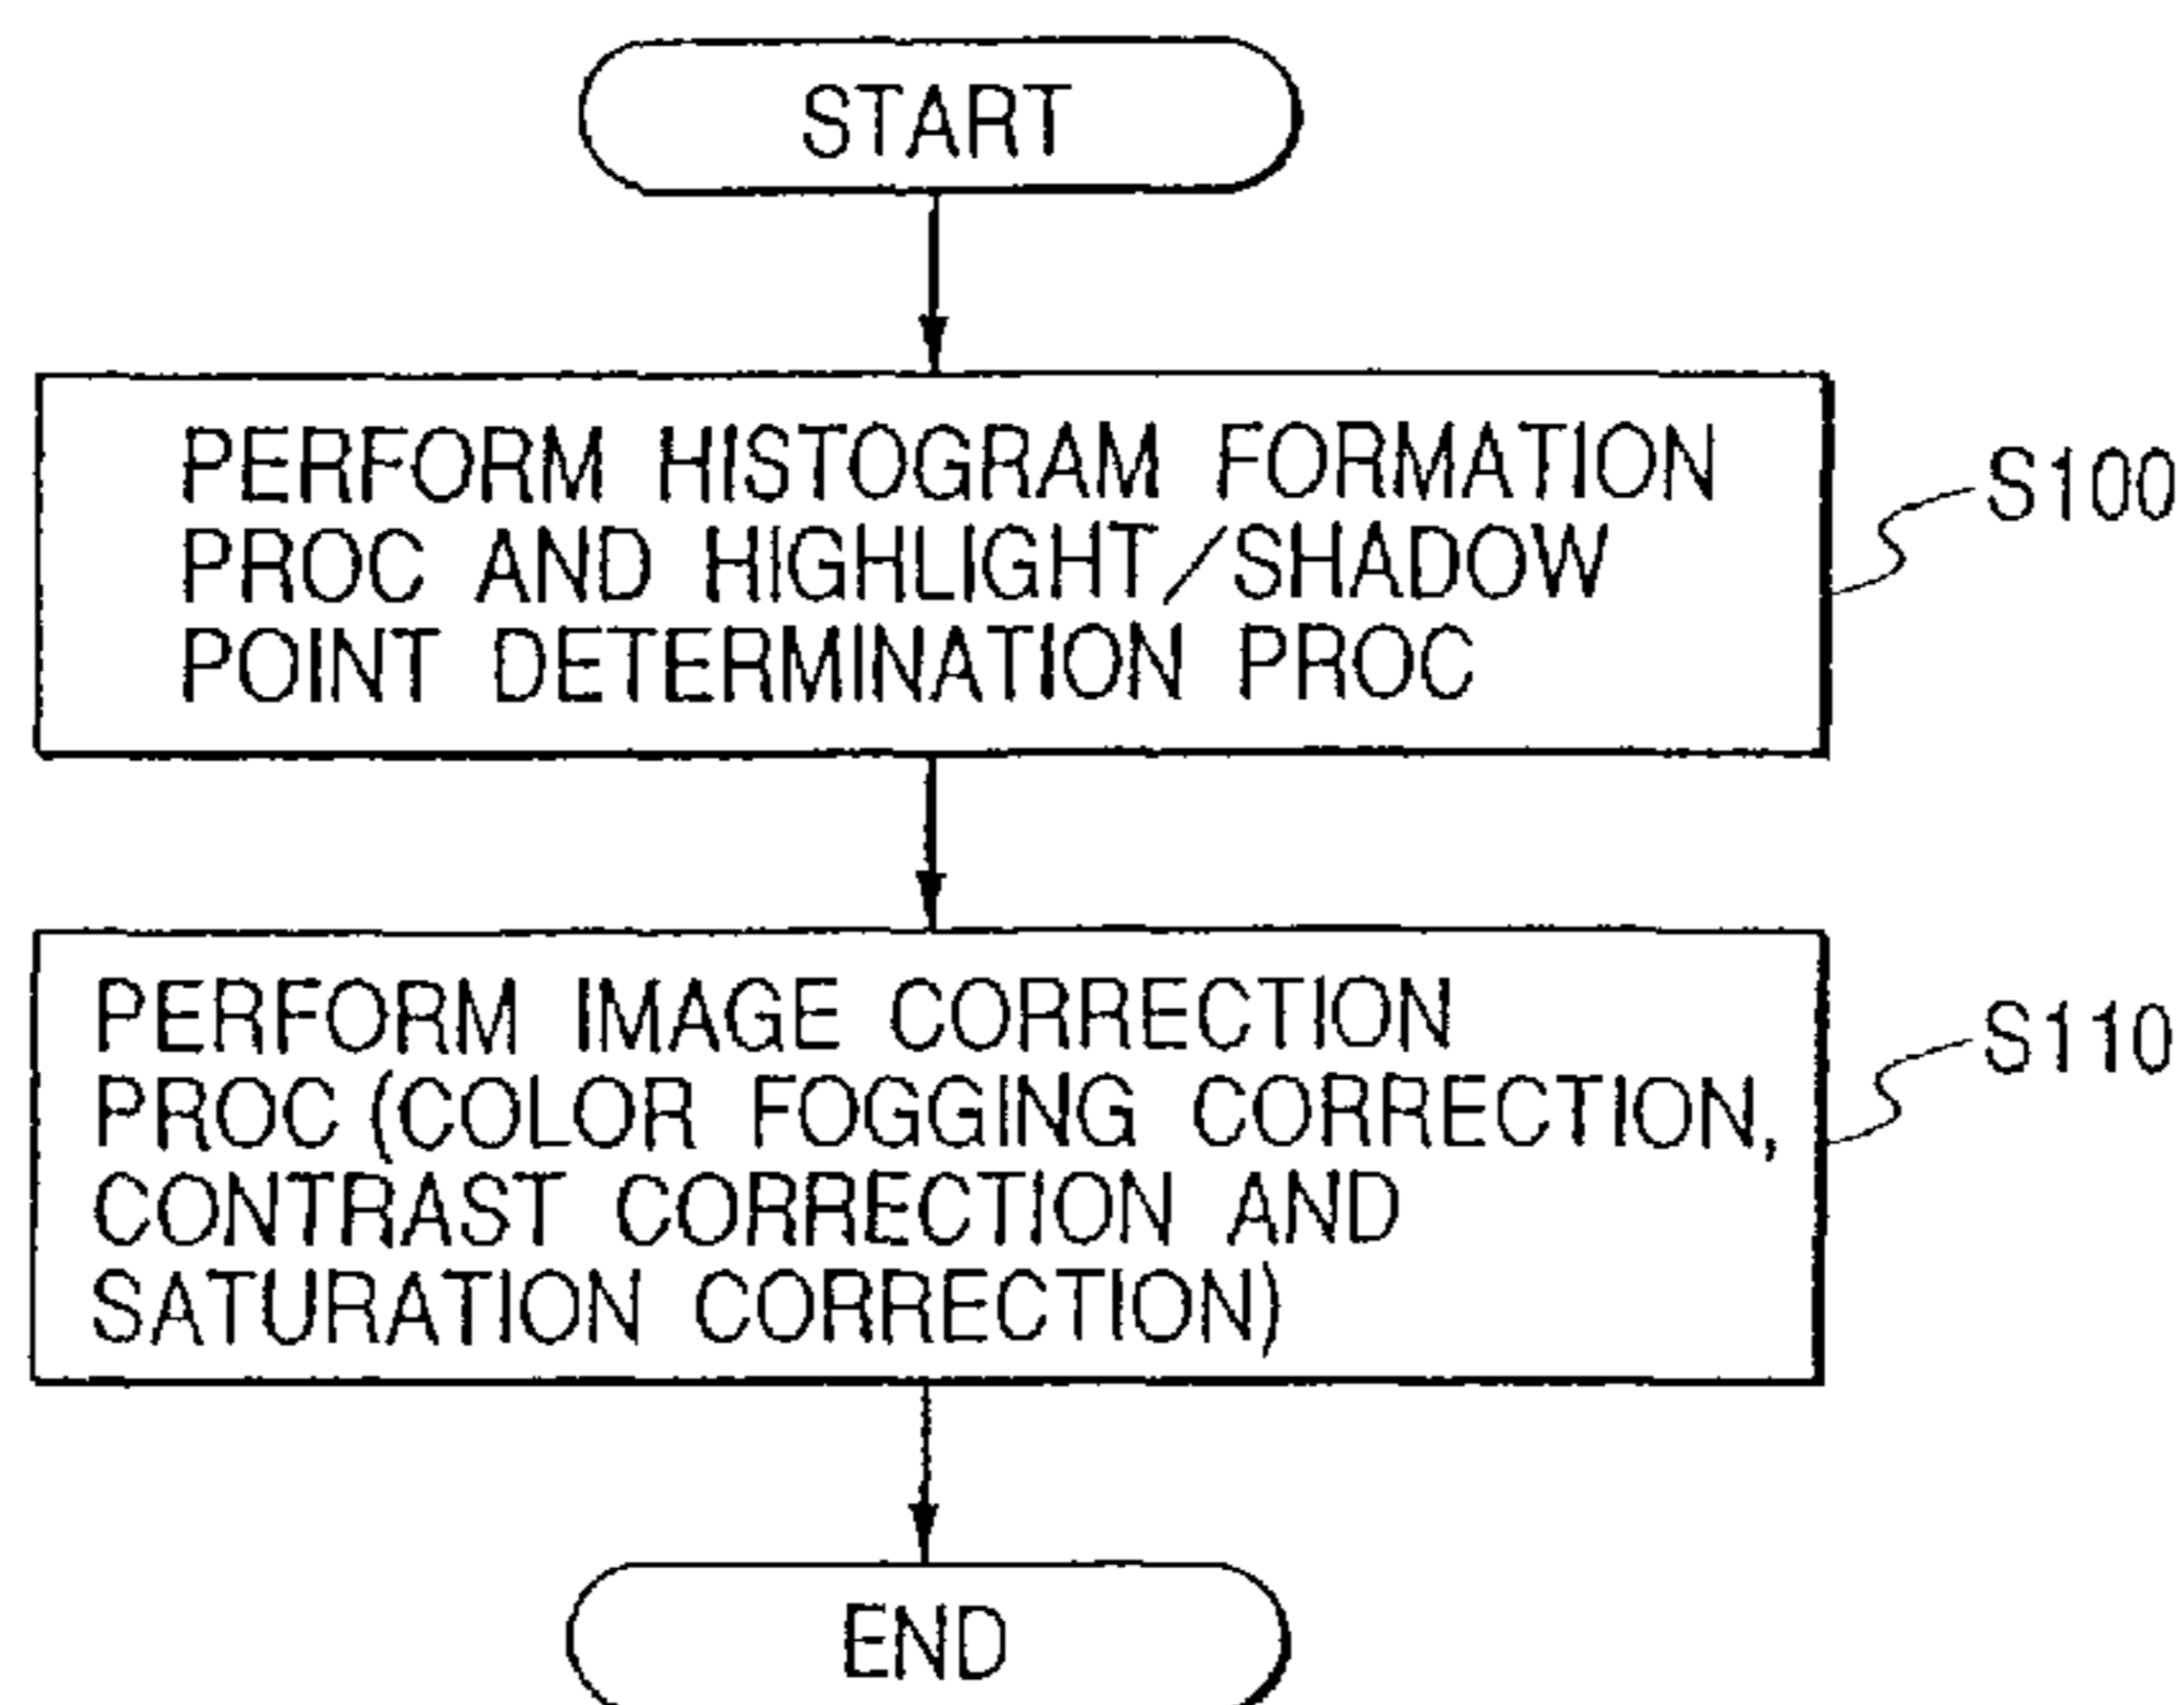 START
PERFORM HISTOGRAM FORMATION
PROC AND HIGHLIGHT/SHADOW
POINT DETERMINATION PROC
S100
PERFORM IMAGE CORRECTION
PROC (COLOR FOGGING CORRECTION,
CONTRAST CORRECTION AND
SATURATION CORRECTION)
S110
END